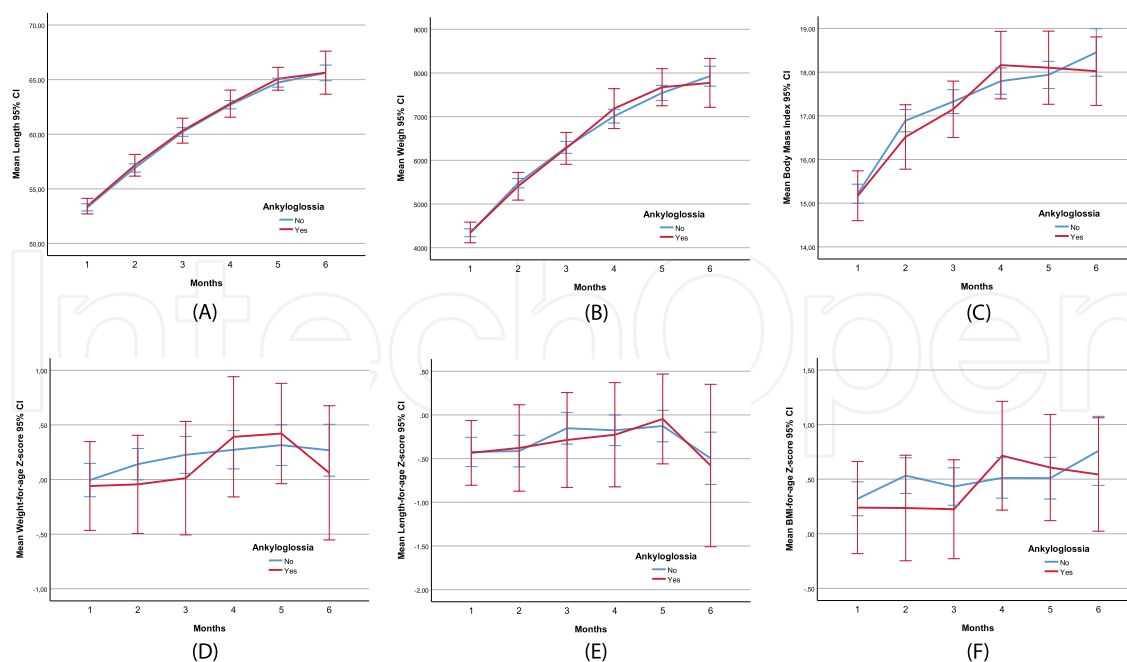 Mean Length 95% CI
70,00
65,00
60,00
55,00
50,00
Ankyloglossia
No
Yes
1 2 3 4 5 6
Months
(A)
Mean Weigh 95% CI
9000
8000
7000
6000
5000
4000
Ankyloglossia
No
Yes
1 2 3 4 5 6
Months
(B)
Mean Body Mass Index 95% CI
19,00
18,00
17,00
16,00
15,00
14,00
Ankyloglossia
No
Yes
1 2 3 4 5 6
Months
(C)
Mean Weight-for-age Z-score 95% CI
1,00
,50
,00
-,50
-1,00
Ankyloglossia
No
Yes
1 2 3 4 5 6
Months
(D)
Mean Length-for-age Z-score 95% CI
,50
,00
-,50
-1,00
-1,50
-2,00
Ankyloglossia
No
Yes
1 2 3 4 5 6
Months
(E)
Mean BMI-for-age Z-score 95% CI
1,50
1,00
,50
,00
-,50
Ankyloglossia
No
Yes
1 2 3 4 5 6
Months
(F)
IntechOpen